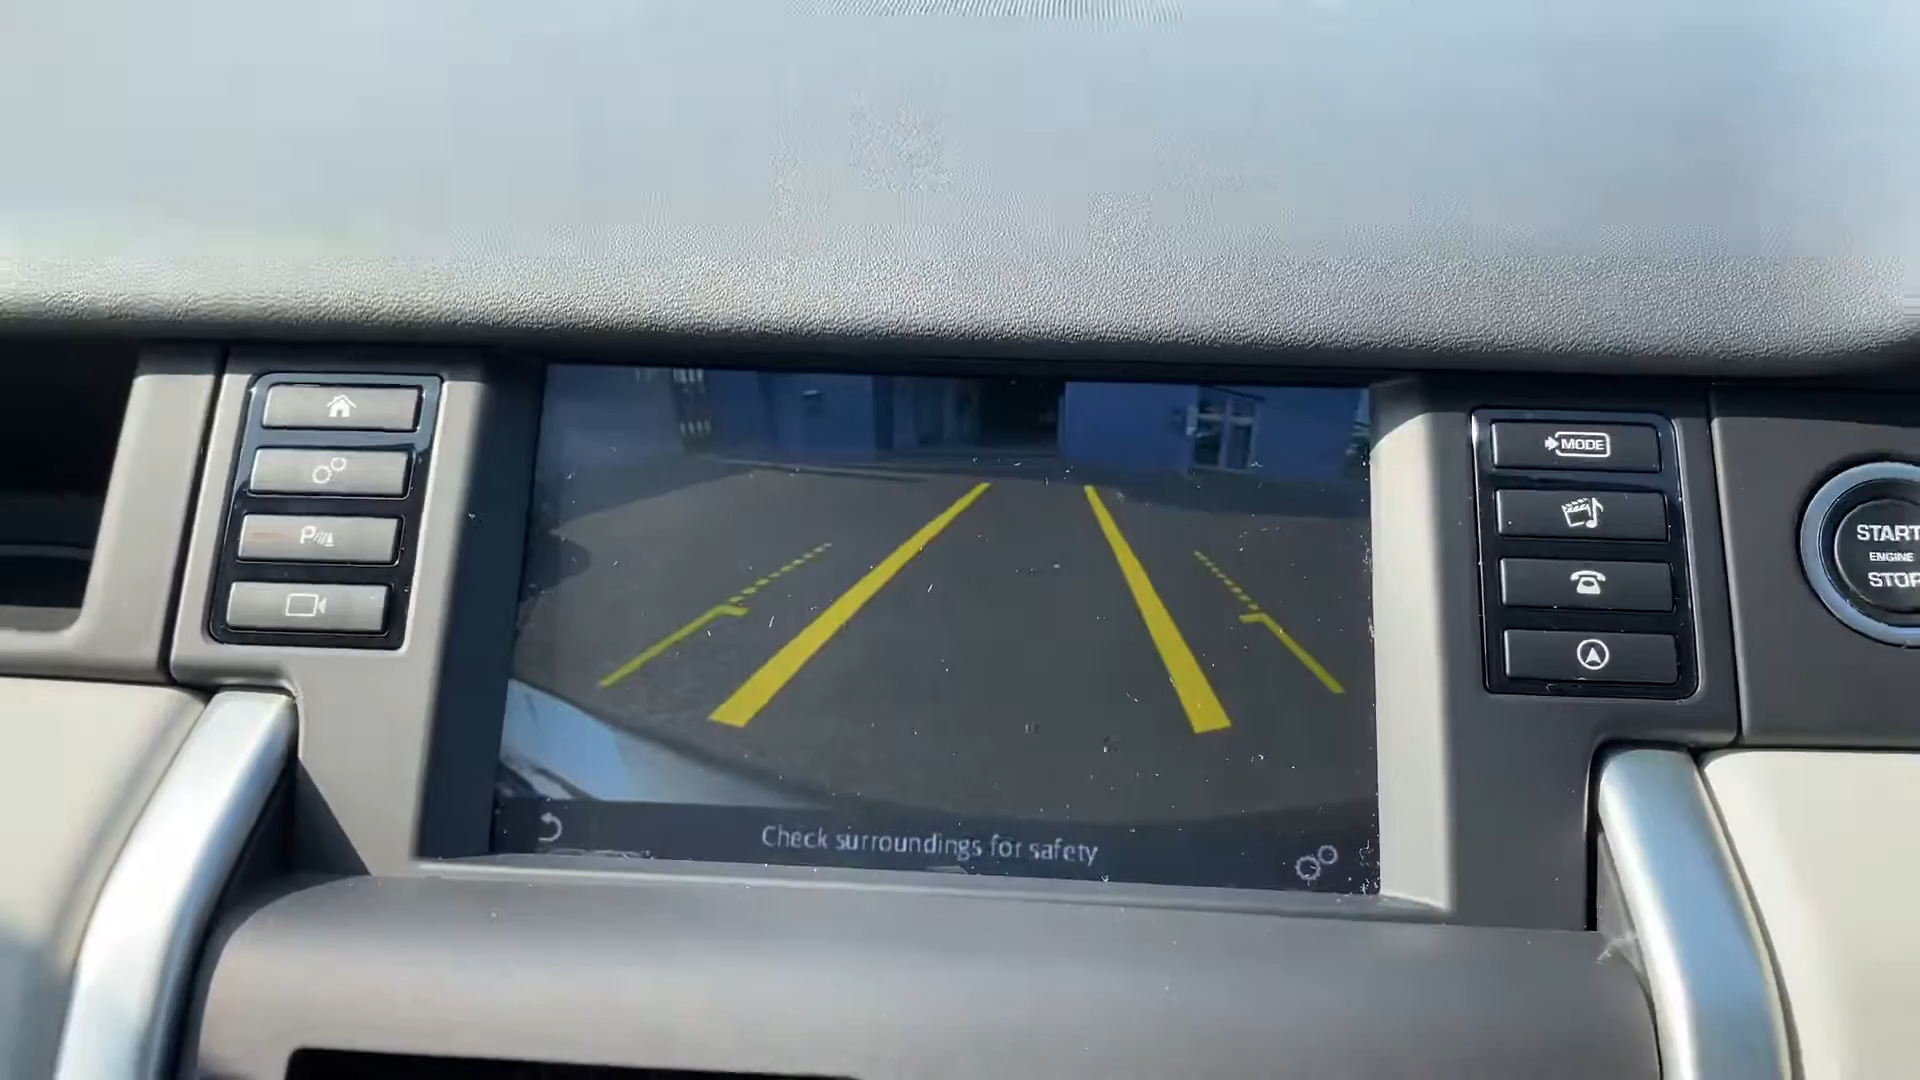 P
MODE
START
ENGINE
STOP
Check surroundings for safety